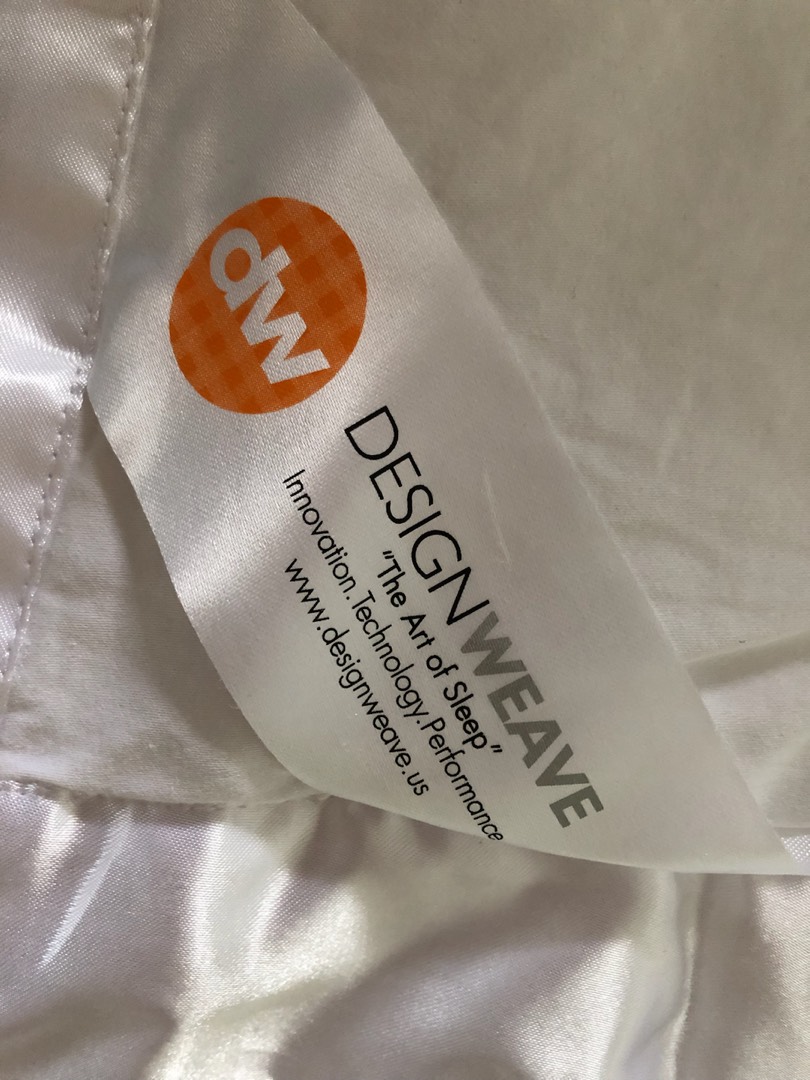 dw
DESIGNWEAVE
"The Art of Sleep"
Innovation.Technology.Performance
www.designweave.us